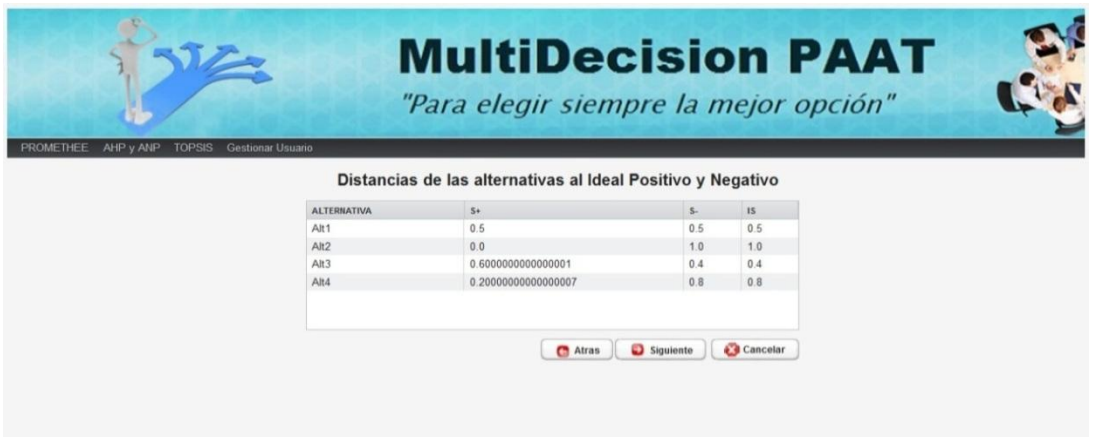 MultiDecision PAAT
"Para elegir siempre la mejor opción"
PROMETHEE AHP y ANP TOPSIS Gestionar Usuario
Distancias de las alternativas al Ideal Positivo y Negativo
ALTERNATIVA S+ S- IS
Alt1 0.5 0.5 0.5
Alt2 0.0 1.0 1.0
Alt3 0.6000000000000001 0.4 0.4
Alt4 0.20000000000000007 0.8 0.8
Atras Siguiente Cancelar